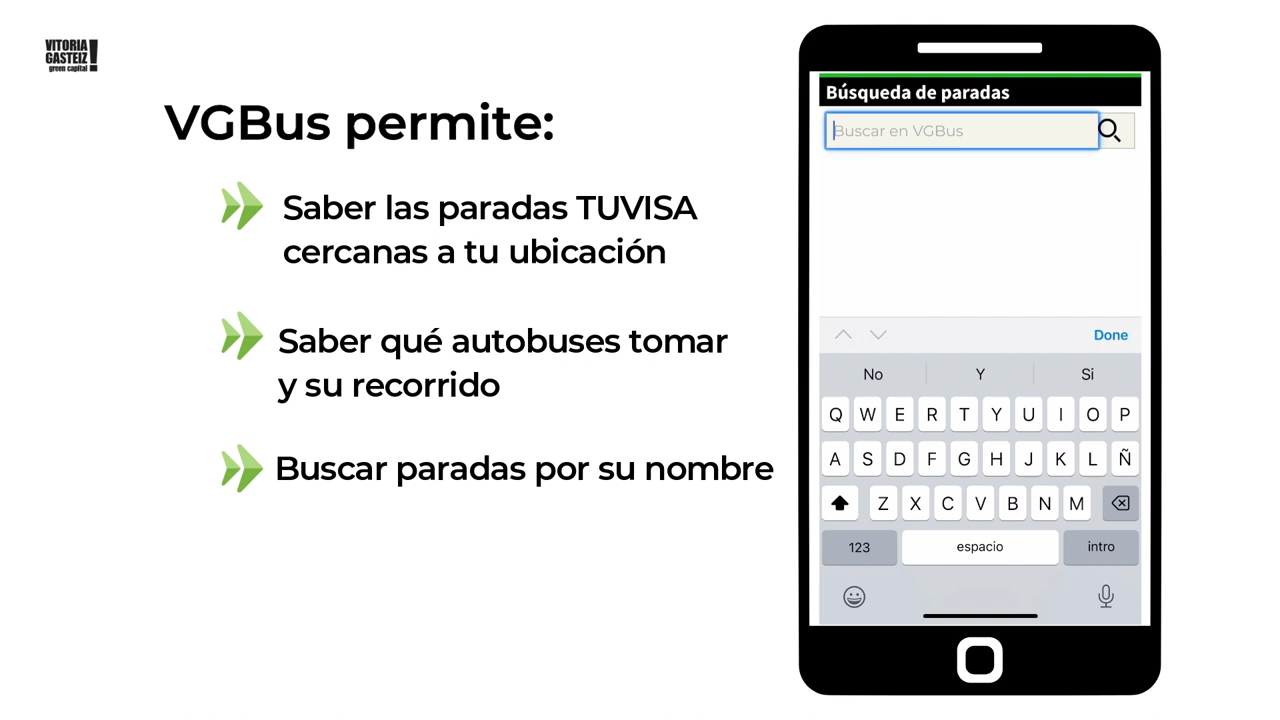 VITORIA
GASTEIZ!
green capital
VGBus permite:
Saber las paradas TUVISA
cercanas a tu ubicación
Saber qué autobuses tomar
y su recorrido
Buscar paradas por su nombre
Búsqueda de paradas
Buscar en VGBus
Done
No Y Si
Q W E R T Y U I O P
A S D F G H J K L Ñ
Z X C V B N M
123 espacio intro